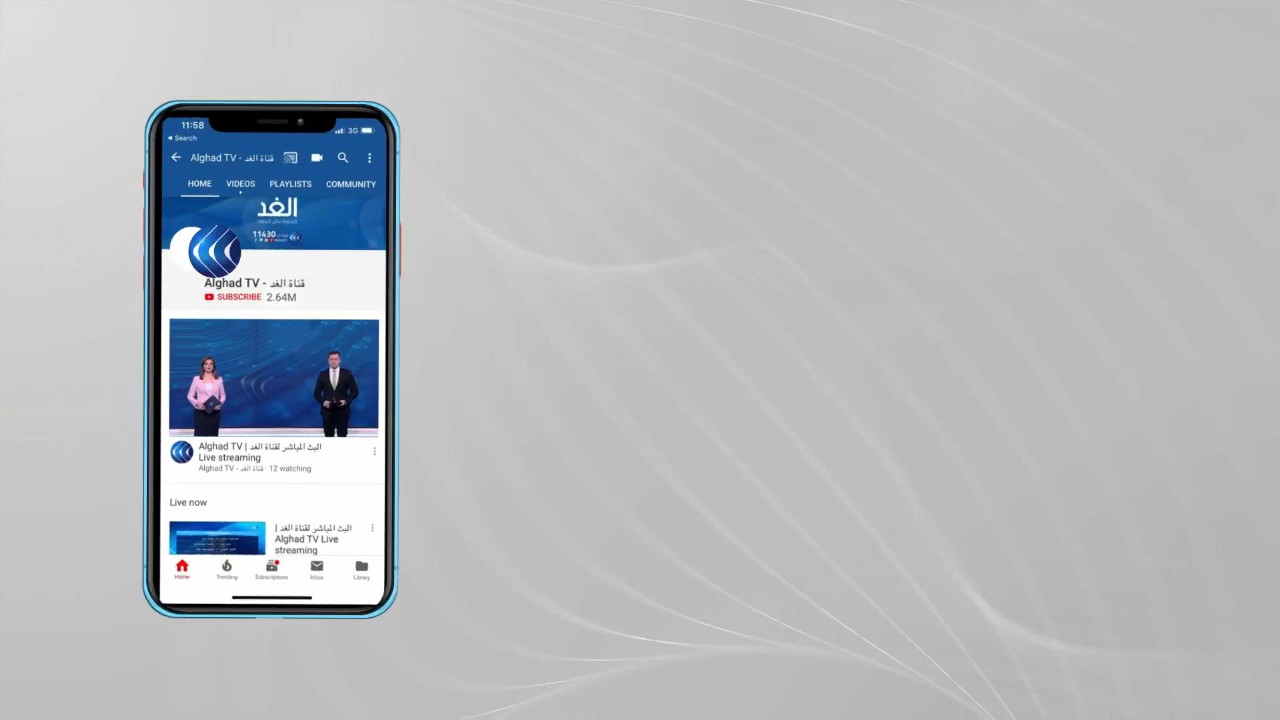 11:58
3G
Search
Alghad TV - قناة الغد
HOME VIDEOS PLAYLISTS COMMUNITY
الغد
11430
Alghad TV - قناة الغد
SUBSCRIBE 2.64M
Alghad TV | البث المباشر لقناة الغد
Live streaming
Alghad TV - قناة الغد · 12 watching
Live now
البث المباشر لقناة الغد |
Alghad TV Live
streaming
Home Trending Subscriptions Inbox Library